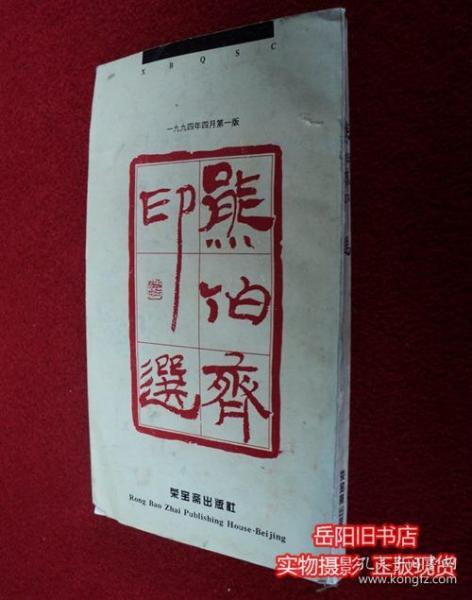 XBQSC
一九九四年四月第一版
熊伯齊
印選
荣宝斋出版社
Rong Bao Zhai Publishing House·Beijing
岳阳旧书店
实物摄影 正版现货